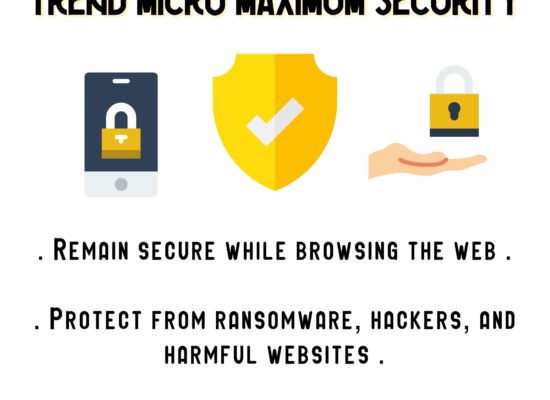 TREND MICRO MAXIMUM SECURITY
. REMAIN SECURE WHILE BROWSING THE WEB .
. PROTECT FROM RANSOMWARE, HACKERS, AND
HARMFUL WEBSITES .